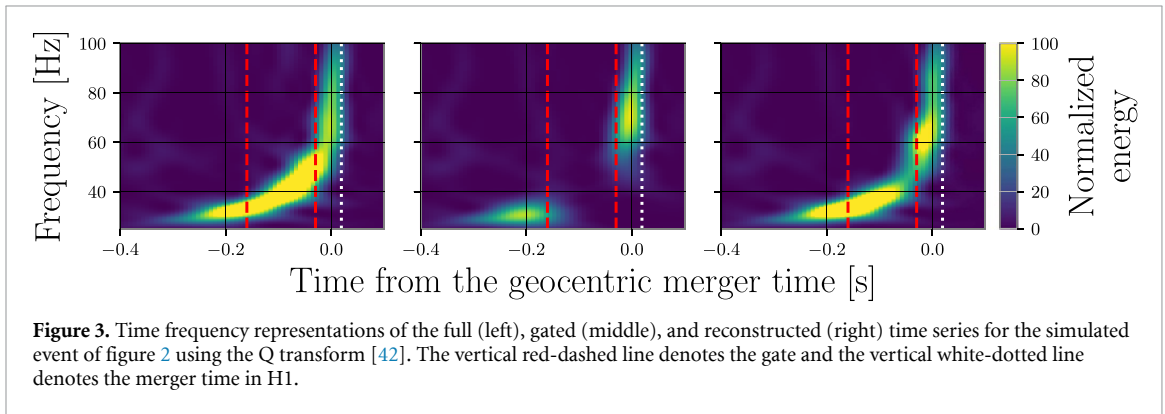 Frequency [Hz]
100
80
60
40
−0.4
−0.2
0.0
−0.4
−0.2
0.0
−0.4
−0.2
0.0
100
80
60
40
20
0
Normalized
energy
Time from the geocentric merger time [s]
Figure 3. Time frequency representations of the full (left), gated (middle), and reconstructed (right) time series for the simulated
event of figure 2 using the Q transform [42]. The vertical red-dashed line denotes the gate and the vertical white-dotted line
denotes the merger time in H1.